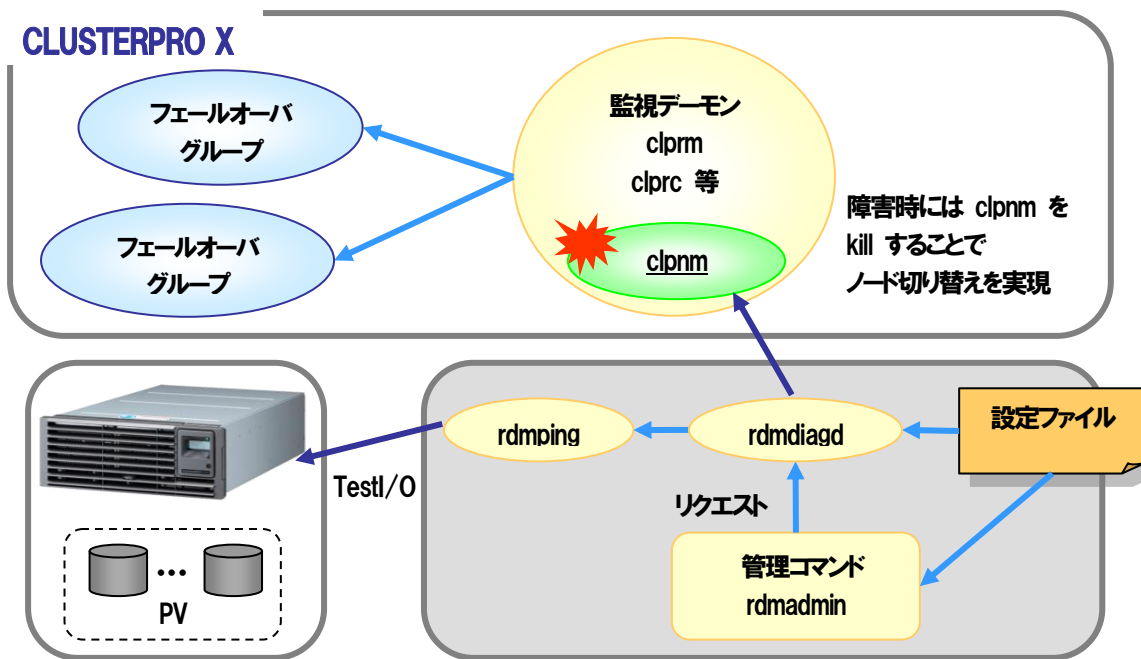 CLUSTERPRO X
フェールオーバ
グループ
フェールオーバ
グループ
監視デーモン
clprm
clprc 等
clpnm
障害時には clpnm を
kill することで
ノード切り替えを実現
rdmping
rdmdiagd
設定ファイル
TestI/O
リクエスト
管理コマンド
rdmadmin
•••
PV